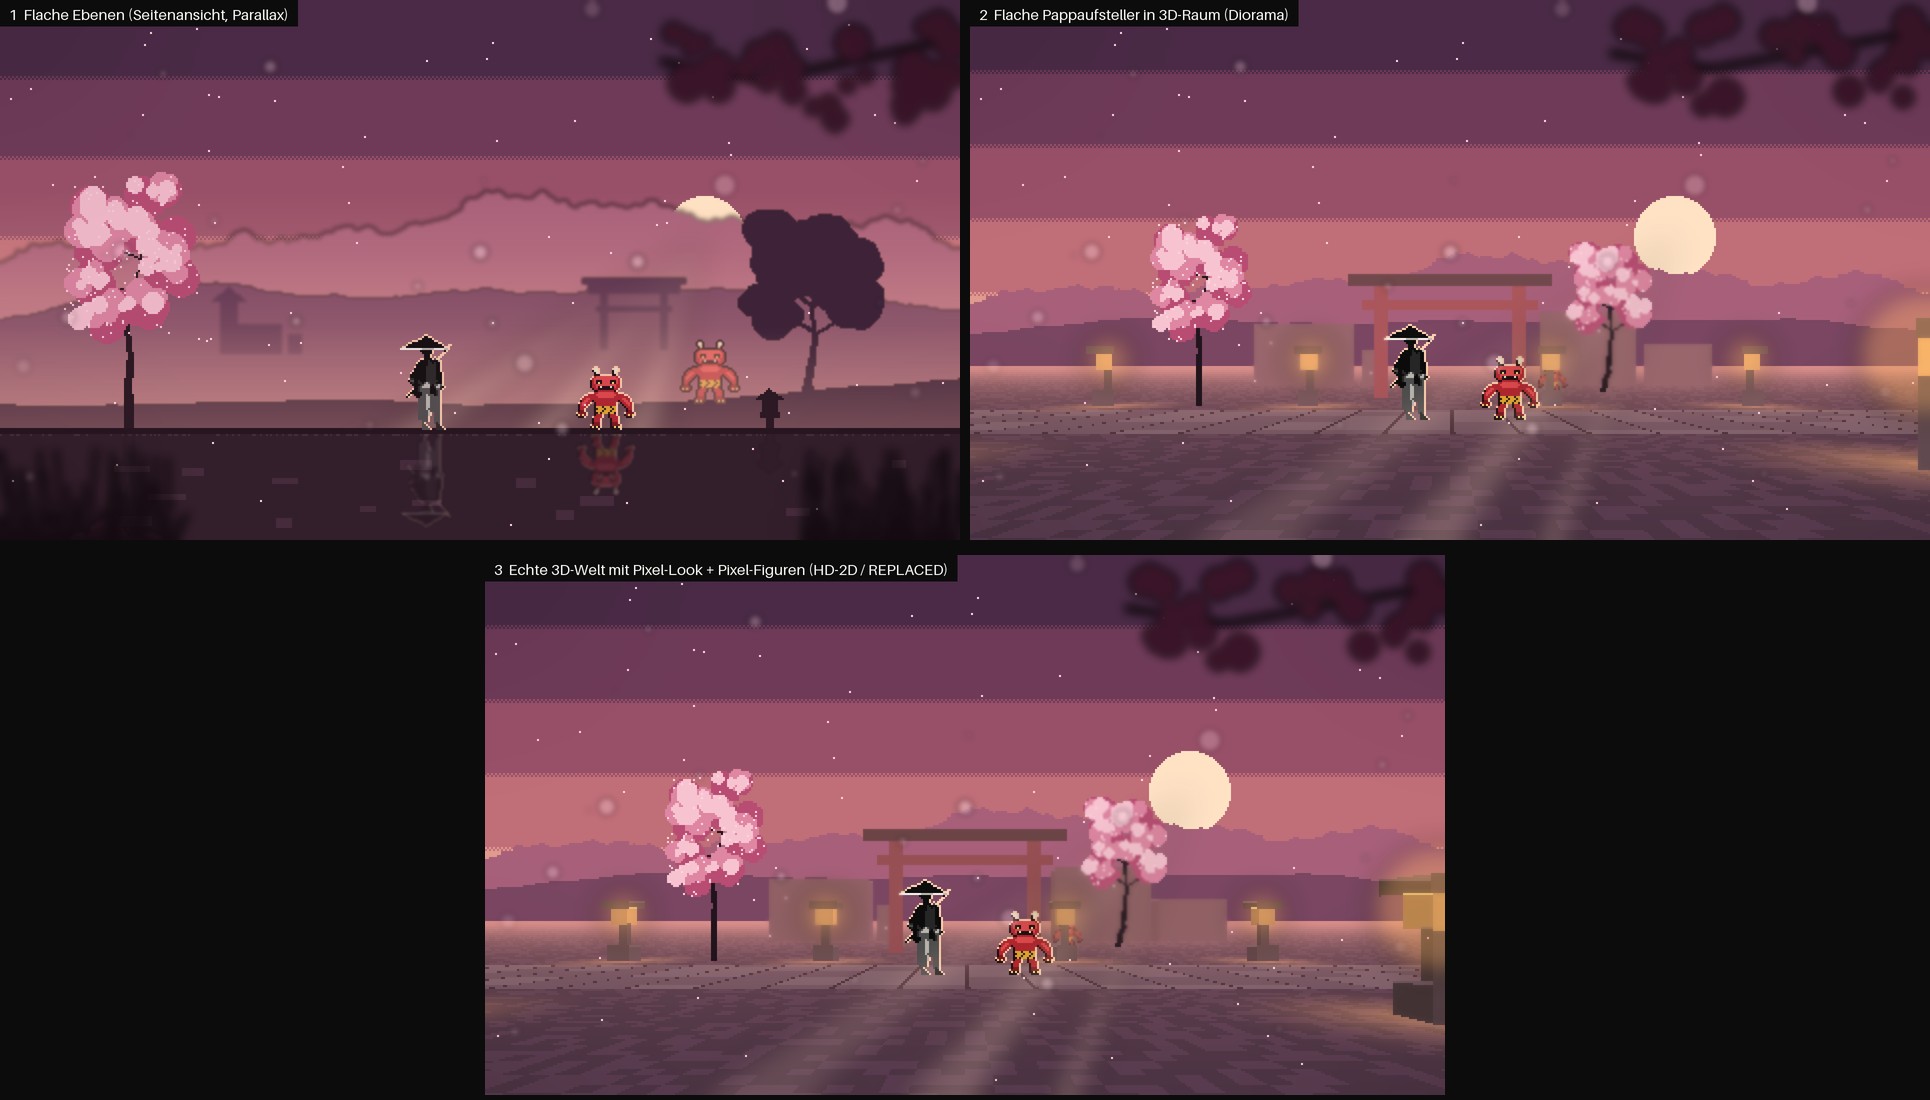 1 Flache Ebenen (Seitenansicht, Parallax)
2 Flache Pappaufsteller in 3D-Raum (Diorama)
3 Echte 3D-Welt mit Pixel-Look + Pixel-Figuren (HD-2D / REPLACED)